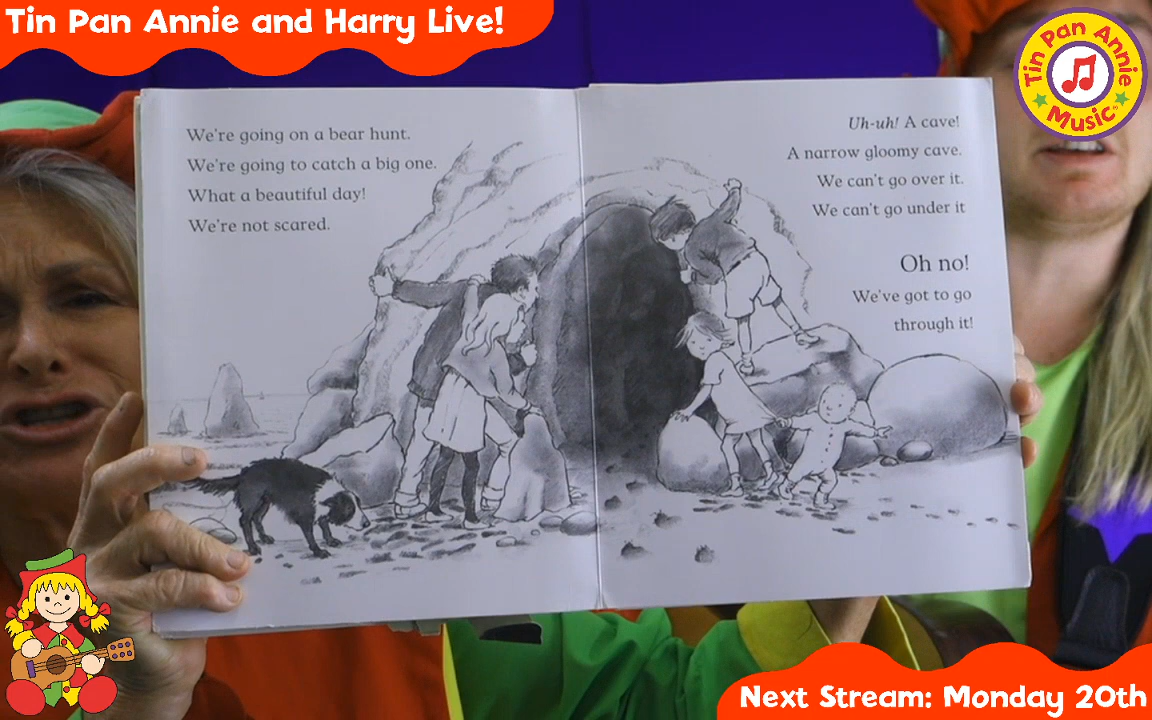 Tin Pan Annie and Harry Live!
Tin Pan Annie
Music
We're going on a bear hunt.
We're going to catch a big one.
What a beautiful day!
We're not scared.
Uh-uh! A cave!
A narrow gloomy cave.
We can't go over it.
We can't go under it
Oh no!
We've got to go
through it!
Next Stream: Monday 20th